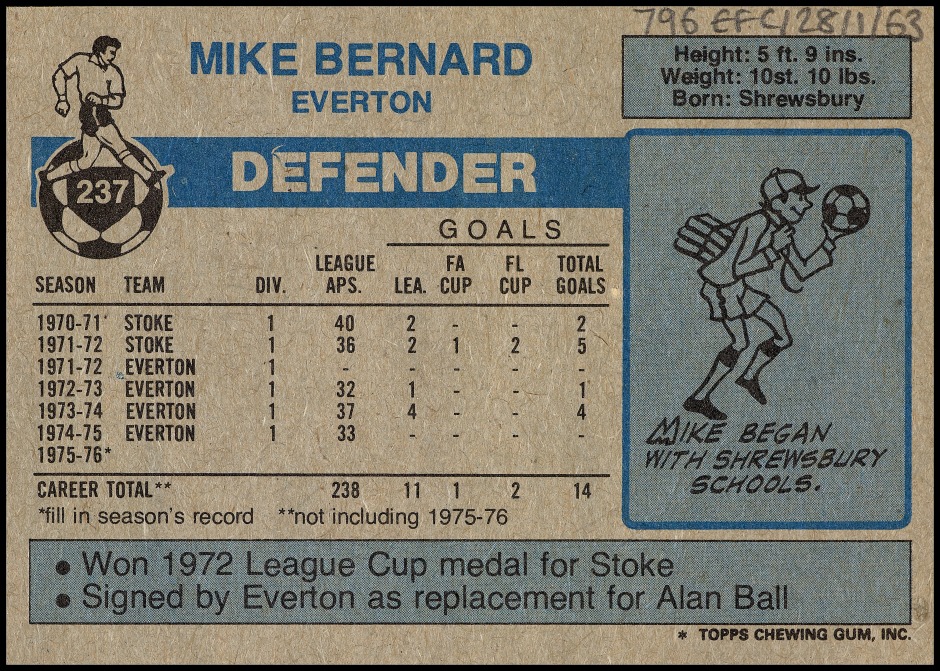 796 EFC/28/1/63
MIKE BERNARD
EVERTON
Height: 5 ft. 9 ins.
Weight: 10st. 10 lbs.
Born: Shrewsbury
237
DEFENDER
GOALS
SEASON TEAM DIV. LEAGUE APS. LEA. FA CUP FL CUP TOTAL GOALS
1970-71 STOKE 1 40 2 - - 2
1971-72 STOKE 1 36 2 1 2 5
1971-72 EVERTON 1 - - - - -
1972-73 EVERTON 1 32 1 - - 1
1973-74 EVERTON 1 37 4 - - 4
1974-75 EVERTON 1 33 - - - -
1975-76*
CAREER TOTAL** 238 11 1 2 14
*fill in season's record **not including 1975-76
MIKE BEGAN
WITH SHREWSBURY
SCHOOLS.
• Won 1972 League Cup medal for Stoke
• Signed by Everton as replacement for Alan Ball
* TOPPS CHEWING GUM, INC.